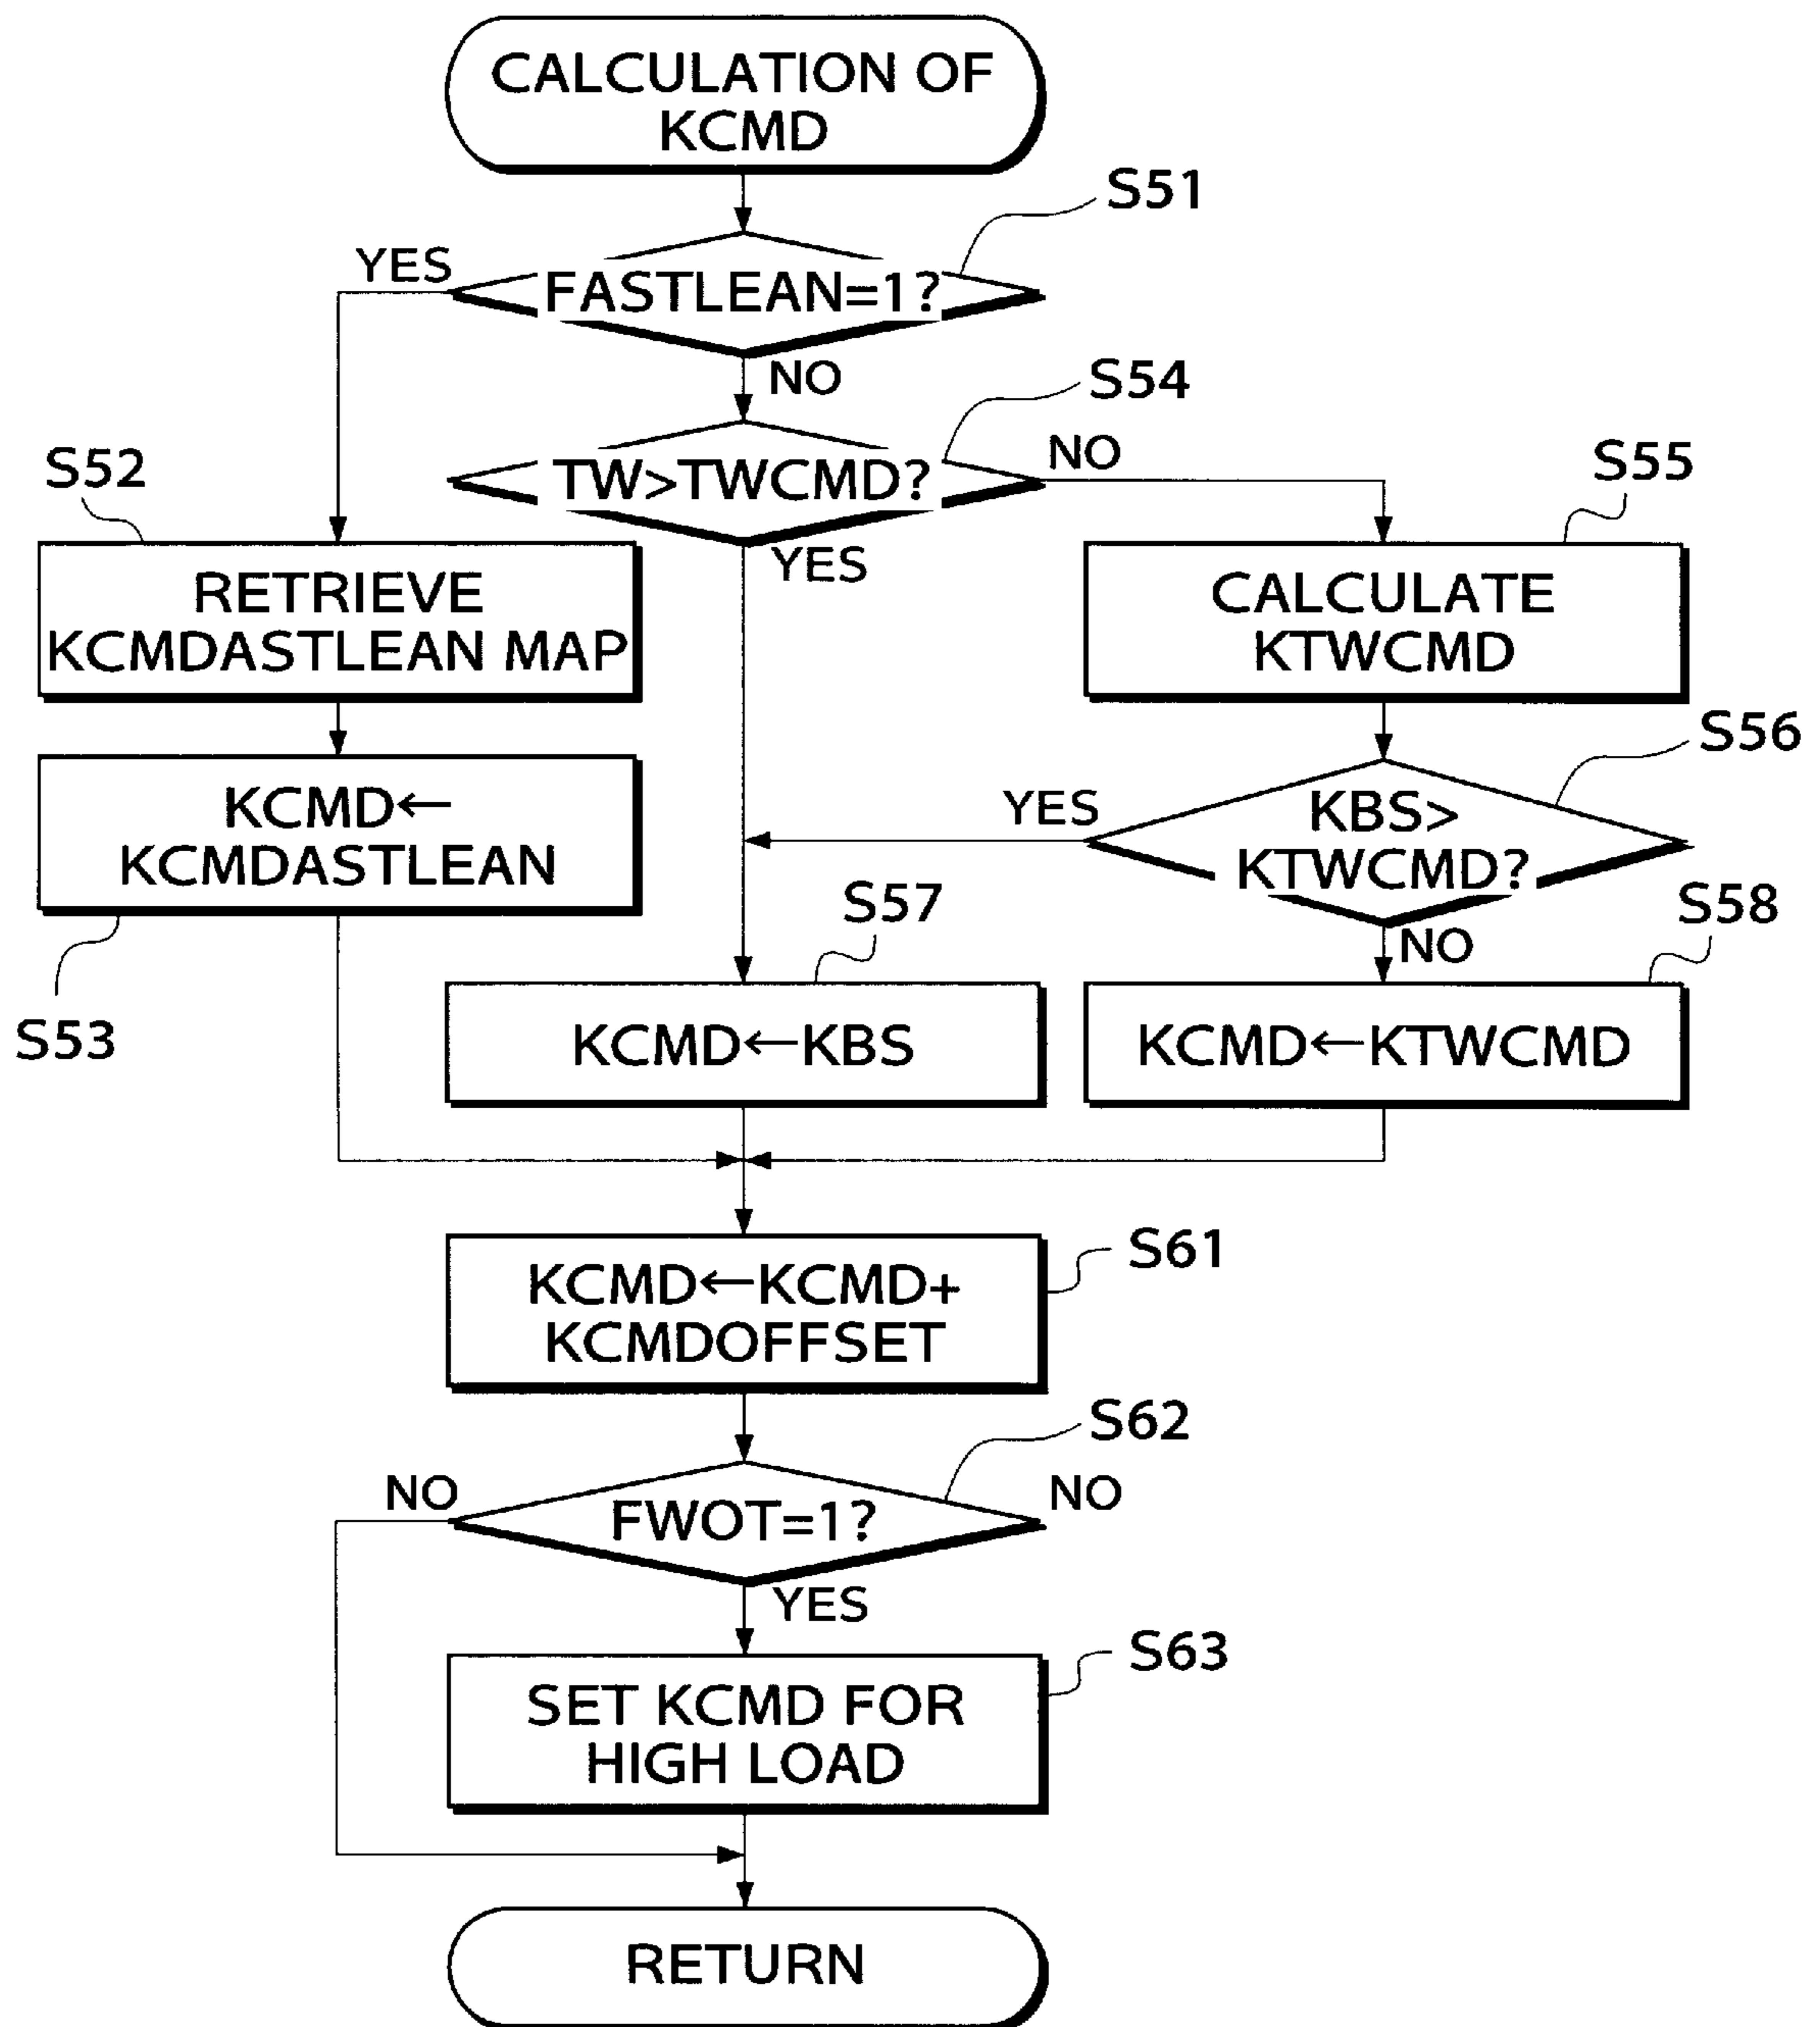 CALCULATION OF
KCMD
S51
YES
FASTLEAN=1?
NO
S54
NO
S52
TW>TWCMD?
S55
YES
RETRIEVE
KCMDASTLEAN MAP
CALCULATE
KTWCMD
S56
YES
KCMD←
KCMDASTLEAN
KBS>
KTWCMD?
S57
S58
NO
S53
KCMD←KBS
KCMD←KTWCMD
S61
KCMD←KCMD+
KCMDOFFSET
S62
NO
NO
FWOT=1?
YES
S63
SET KCMD FOR
HIGH LOAD
RETURN